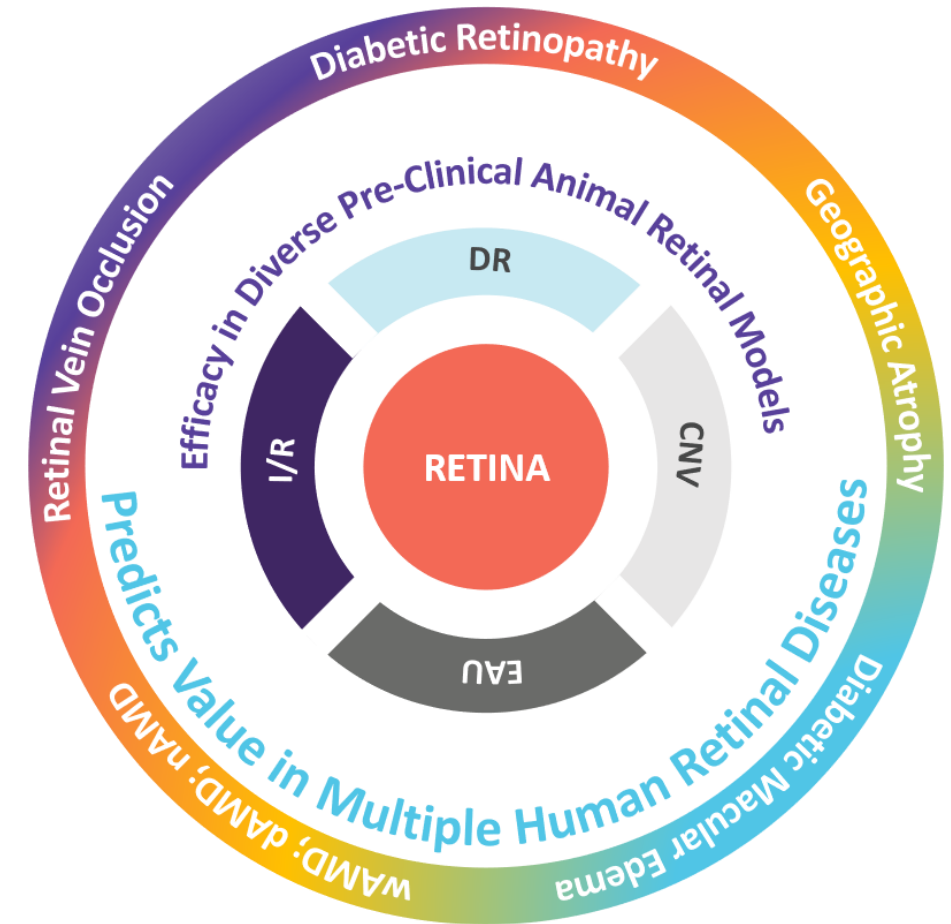 Diabetic Retinopathy
Geographic Atrophy
Diabetic Macular Edema
wAMD; dAMD; nAMD
Retinal Vein Occlusion
Efficacy in Diverse Pre-Clinical Animal Retinal Models
Predicts Value in Multiple Human Retinal Diseases
DR
CNV
EAU
I/R
RETINA